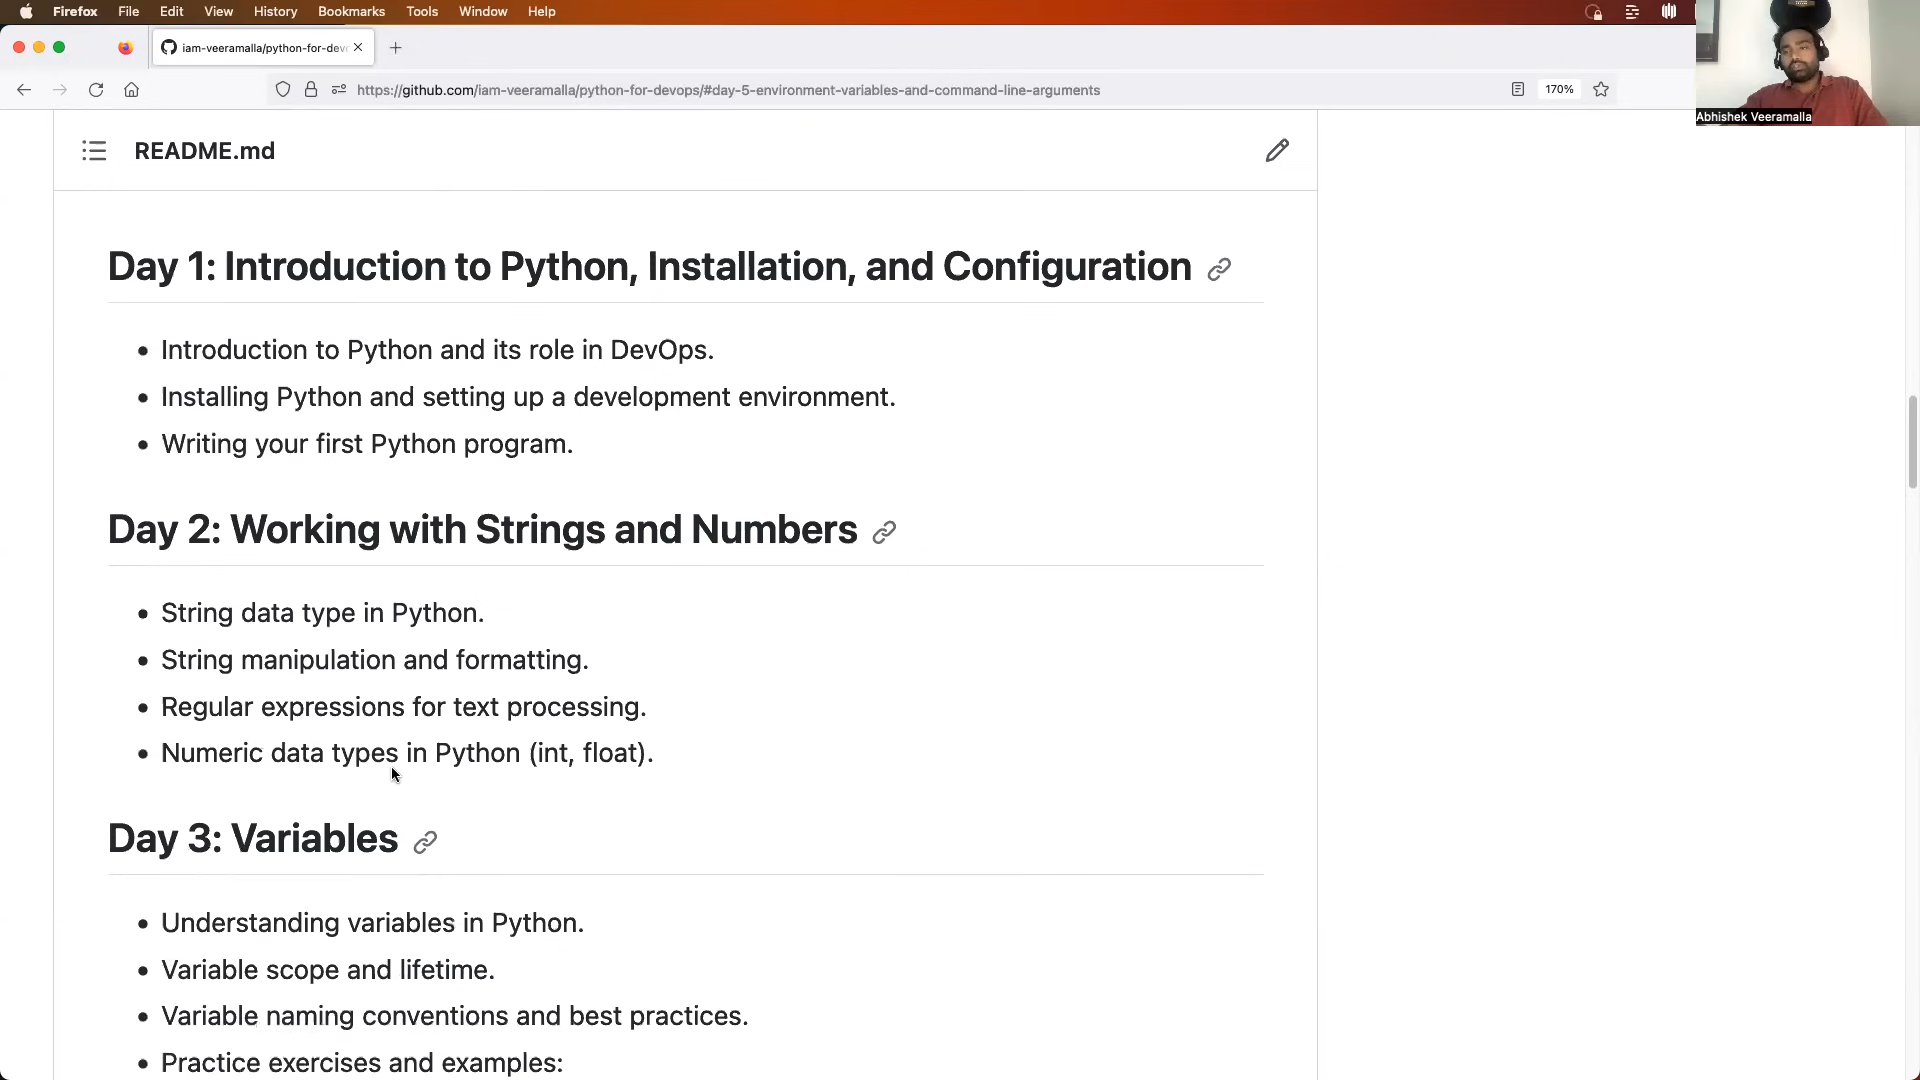 Firefox File Edit View History Bookmarks Tools Window Help
iam-veeramalla/python-for-dev
https://github.com/iam-veeramalla/python-for-devops/#day-5-environment-variables-and-command-line-arguments
170%
Abhishek Veeramalla
README.md
Day 1: Introduction to Python, Installation, and Configuration
• Introduction to Python and its role in DevOps.
• Installing Python and setting up a development environment.
• Writing your first Python program.
Day 2: Working with Strings and Numbers
• String data type in Python.
• String manipulation and formatting.
• Regular expressions for text processing.
• Numeric data types in Python (int, float).
Day 3: Variables
• Understanding variables in Python.
• Variable scope and lifetime.
• Variable naming conventions and best practices.
• Practice exercises and examples: